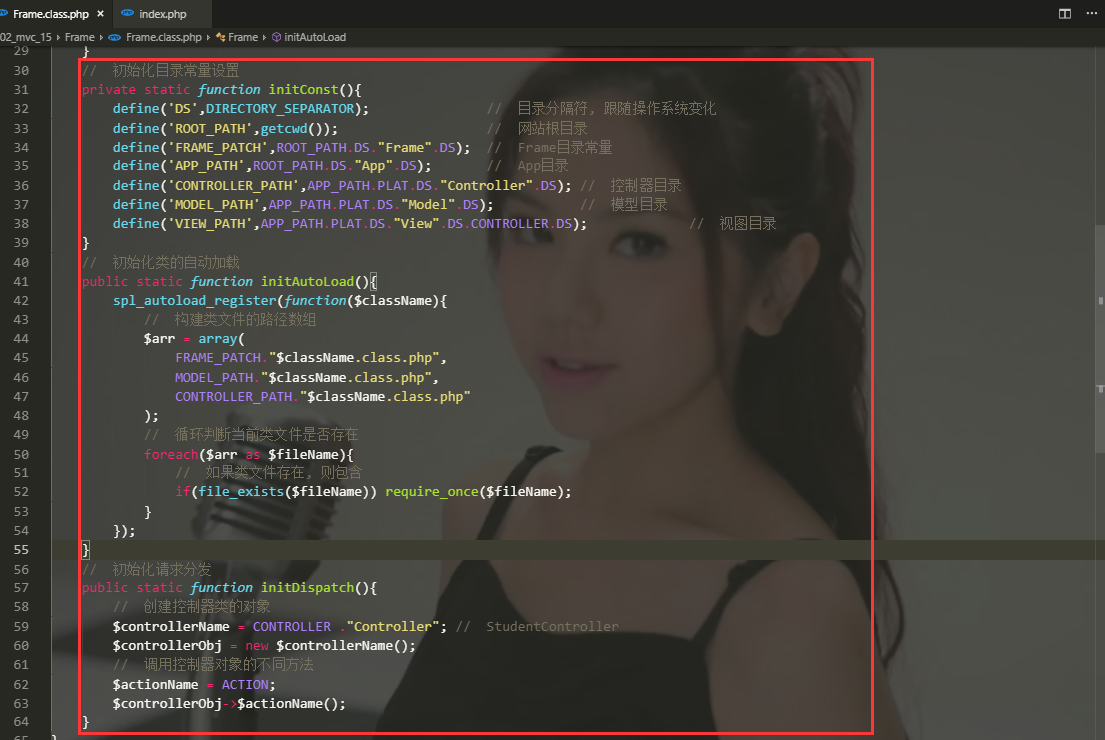 Frame.class.php × index.php
02_mvc_15 › Frame › Frame.class.php › Frame › initAutoLoad
29 }
30 // 初始化目录常量设置
31 private static function initConst(){
32 define('DS',DIRECTORY_SEPARATOR); // 目录分隔符, 跟随操作系统变化
33 define('ROOT_PATH',getcwd()); // 网站根目录
34 define('FRAME_PATCH',ROOT_PATH.DS."Frame".DS); // Frame目录常量
35 define('APP_PATH',ROOT_PATH.DS."App".DS); // App目录
36 define('CONTROLLER_PATH',APP_PATH.PLAT.DS."Controller".DS); // 控制器目录
37 define('MODEL_PATH',APP_PATH.PLAT.DS."Model".DS); // 模型目录
38 define('VIEW_PATH',APP_PATH.PLAT.DS."View".DS.CONTROLLER.DS); // 视图目录
39 }
40 // 初始化类的自动加载
41 public static function initAutoLoad(){
42 spl_autoload_register(function($className){
43 // 构建类文件的路径数组
44 $arr = array(
45 FRAME_PATCH."$className.class.php",
46 MODEL_PATH."$className.class.php",
47 CONTROLLER_PATH."$className.class.php"
48 );
49 // 循环判断当前类文件是否存在
50 foreach($arr as $fileName){
51 // 如果类文件存在, 则包含
52 if(file_exists($fileName)) require_once($fileName);
53 }
54 });
55 }
56 // 初始化请求分发
57 public static function initDispatch(){
58 // 创建控制器类的对象
59 $controllerName = CONTROLLER ."Controller"; // StudentController
60 $controllerObj = new $controllerName();
61 // 调用控制器对象的不同方法
62 $actionName = ACTION;
63 $controllerObj->$actionName();
64 }
65 }